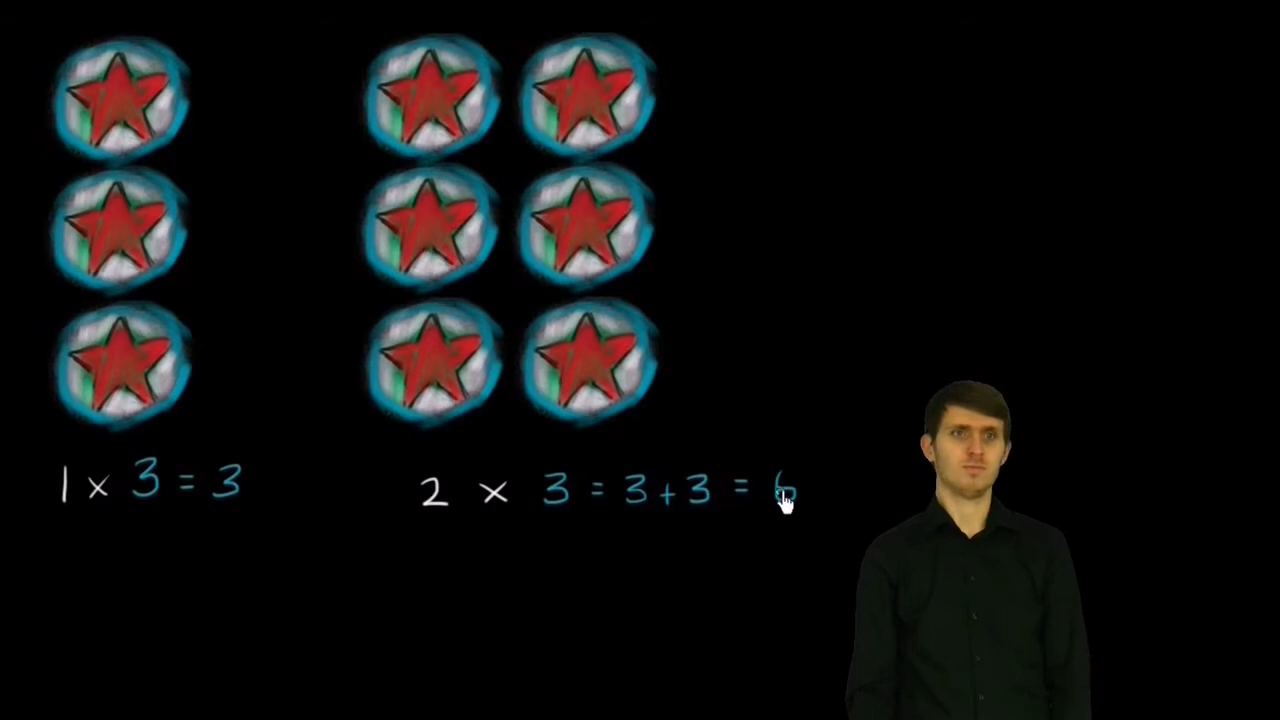 1 x 3 = 3
2 x 3 = 3 + 3 = 6